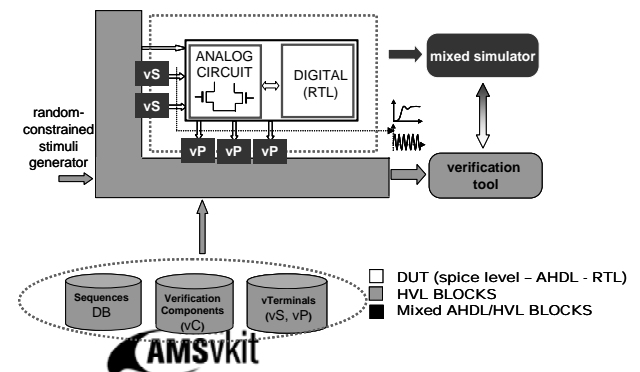 ANALOG
CIRCUIT
DIGITAL
(RTL)
mixed simulator
vS
vS
random-
constrained
stimuli
generator
vP vP vP
verification
tool
Sequences
DB
Verification
Components
(vC)
vTerminals
(vS, vP)
DUT (spice level – AHDL - RTL)
HVL BLOCKS
Mixed AHDL/HVL BLOCKS
AMSvkit